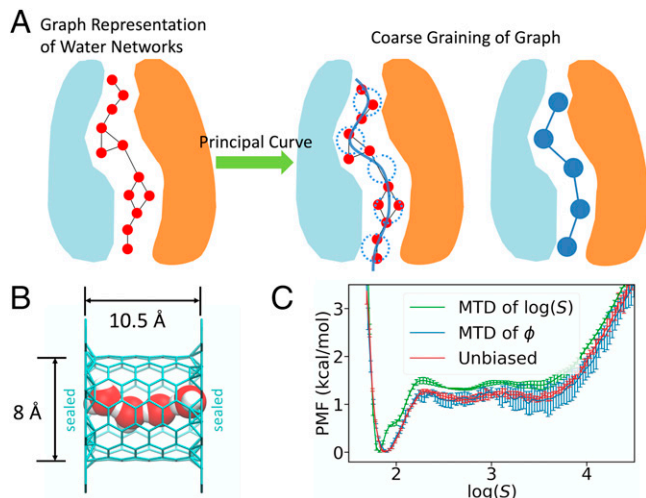 A
Graph Representation
of Water Networks
Coarse Graining of Graph
Principal Curve
B
10.5 Å
8 Å
sealed
sealed
C
MTD of log(S)
MTD of ϕ
Unbiased
PMF (kcal/mol)
3
2
1
0
2
3
4
log(S)